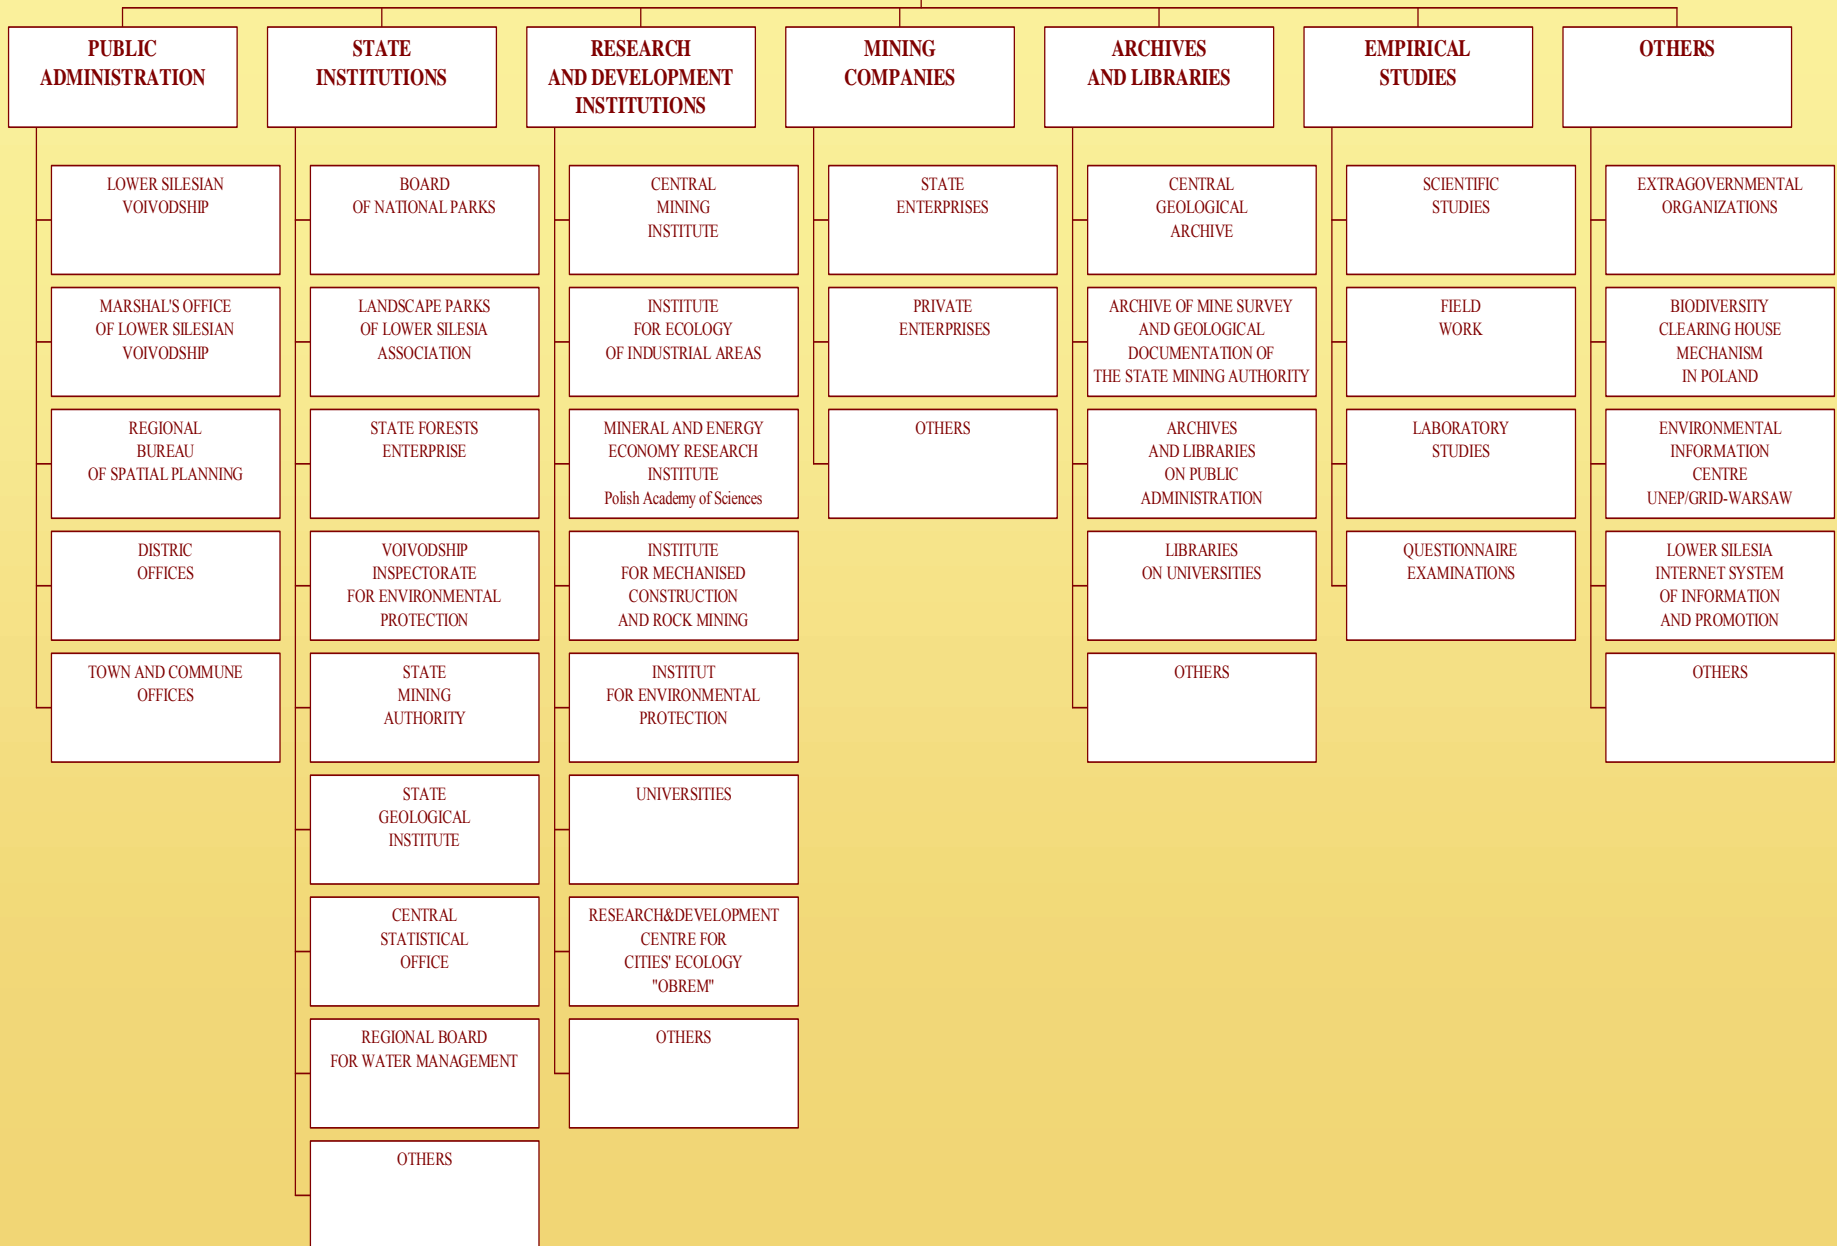 PUBLIC
ADMINISTRATION
LOWER SILESIAN
VOIVODSHIP
MARSHAL'S OFFICE
OF LOWER SILESIAN
VOIVODSHIP
REGIONAL
BUREAU
OF SPATIAL PLANNING
DISTRIC
OFFICES
TOWN AND COMMUNE
OFFICES
STATE
INSTITUTIONS
BOARD
OF NATIONAL PARKS
LANDSCAPE PARKS
OF LOWER SILESIA
ASSOCIATION
STATE FORESTS
ENTERPRISE
VOIVODSHIP
INSPECTORATE
FOR ENVIRONMENTAL
PROTECTION
STATE
MINING
AUTHORITY
STATE
GEOLOGICAL
INSTITUTE
CENTRAL
STATISTICAL
OFFICE
REGIONAL BOARD
FOR WATER MANAGEMENT
OTHERS
RESEARCH
AND DEVELOPMENT
INSTITUTIONS
CENTRAL
MINING
INSTITUTE
INSTITUTE
FOR ECOLOGY
OF INDUSTRIAL AREAS
MINERAL AND ENERGY
ECONOMY RESEARCH
INSTITUTE
Polish Academy of Sciences
INSTITUTE
FOR MECHANISED
CONSTRUCTION
AND ROCK MINING
INSTITUT
FOR ENVIRONMENTAL
PROTECTION
UNIVERSITIES
RESEARCH&DEVELOPMENT
CENTRE FOR
CITIES' ECOLOGY
"OBREM"
OTHERS
MINING
COMPANIES
STATE
ENTERPRISES
PRIVATE
ENTERPRISES
OTHERS
ARCHIVES
AND LIBRARIES
CENTRAL
GEOLOGICAL
ARCHIVE
ARCHIVE OF MINE SURVEY
AND GEOLOGICAL
DOCUMENTATION OF
THE STATE MINING AUTHORITY
ARCHIVES
AND LIBRARIES
ON PUBLIC
ADMINISTRATION
LIBRARIES
ON UNIVERSITIES
OTHERS
EMPIRICAL
STUDIES
SCIENTIFIC
STUDIES
FIELD
WORK
LABORATORY
STUDIES
QUESTIONNAIRE
EXAMINATIONS
OTHERS
EXTRAGOVERNMENTAL
ORGANIZATIONS
BIODIVERSITY
CLEARING HOUSE
MECHANISM
IN POLAND
ENVIRONMENTAL
INFORMATION
CENTRE
UNEP/GRID-WARSAW
LOWER SILESIA
INTERNET SYSTEM
OF INFORMATION
AND PROMOTION
OTHERS